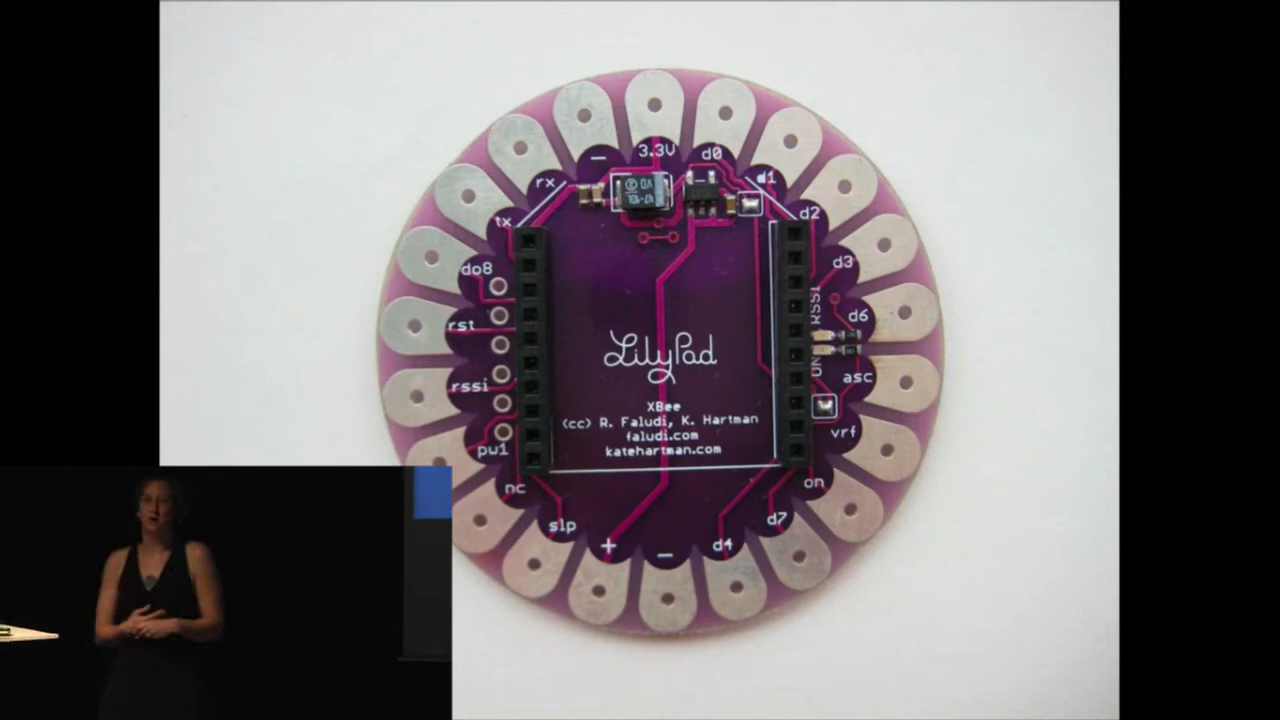 3.3V
d0
d1
d2
d3
d6
asc
vrf
on
d7
d4
−
+
slp
nc
pu1
rssi
rst
do8
tx
rx
−
RSSI
ON
LilyPad
XBee
(cc) R. Faludi, K. Hartman
faludi.com
katehartman.com